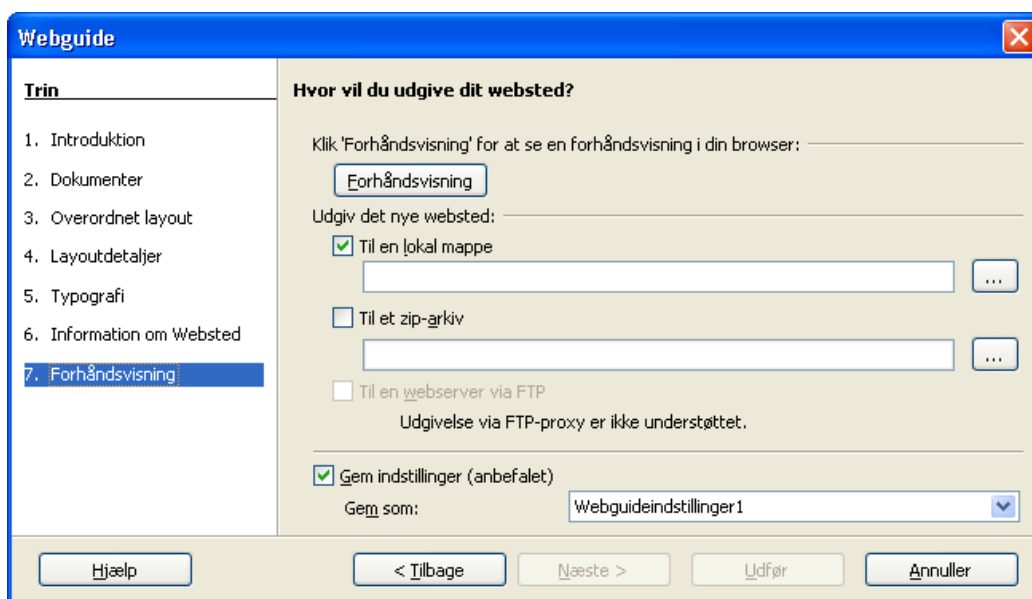 Webguide
Trin
1. Introduktion
2. Dokumenter
3. Overordnet layout
4. Layoutdetaljer
5. Typografi
6. Information om Websted
7. Forhåndsvisning
Hvor vil du udgive dit websted?
Klik 'Forhåndsvisning' for at se en forhåndsvisning i din browser:
Forhåndsvisning
Udgiv det nye websted:
Til en lokal mappe
...
Til et zip-arkiv
...
Til en webserver via FTP
Udgivelse via FTP-proxy er ikke understøttet.
Gem indstillinger (anbefalet)
Gem som: Webguideindstillinger1
Hjælp < Tilbage Næste > Udfør Annuller